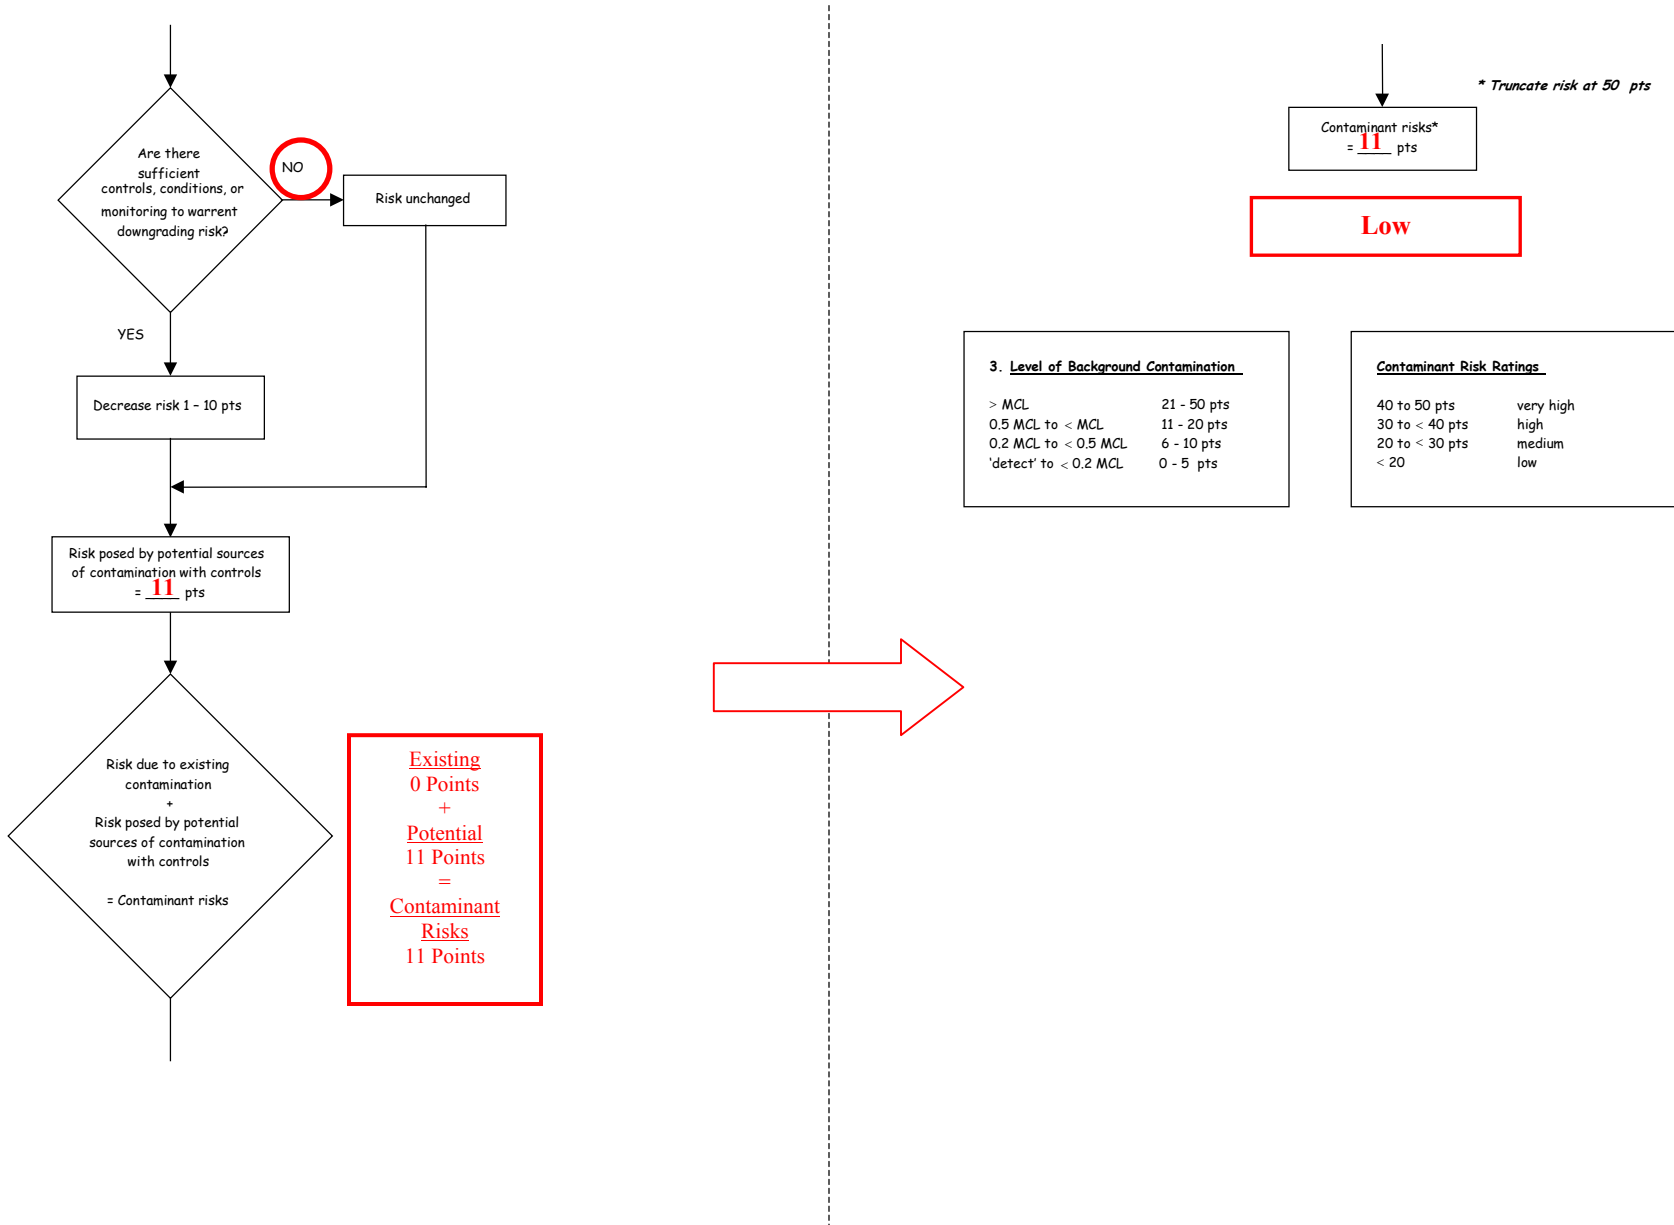 Are there
sufficient
controls, conditions, or
monitoring to warrent
downgrading risk?
NO
Risk unchanged
YES
Decrease risk 1 – 10 pts
Risk posed by potential sources
of contamination with controls
= 11 pts
Risk due to existing
contamination
+
Risk posed by potential
sources of contamination
with controls
= Contaminant risks
Existing
0 Points
+
Potential
11 Points
=
Contaminant
Risks
11 Points
* Truncate risk at 50 pts
Contaminant risks*
= 11 pts
Low
3. Level of Background Contamination
> MCL 21 - 50 pts
0.5 MCL to < MCL 11 - 20 pts
0.2 MCL to < 0.5 MCL 6 - 10 pts
'detect' to < 0.2 MCL 0 - 5 pts
Contaminant Risk Ratings
40 to 50 pts very high
30 to < 40 pts high
20 to < 30 pts medium
< 20 low